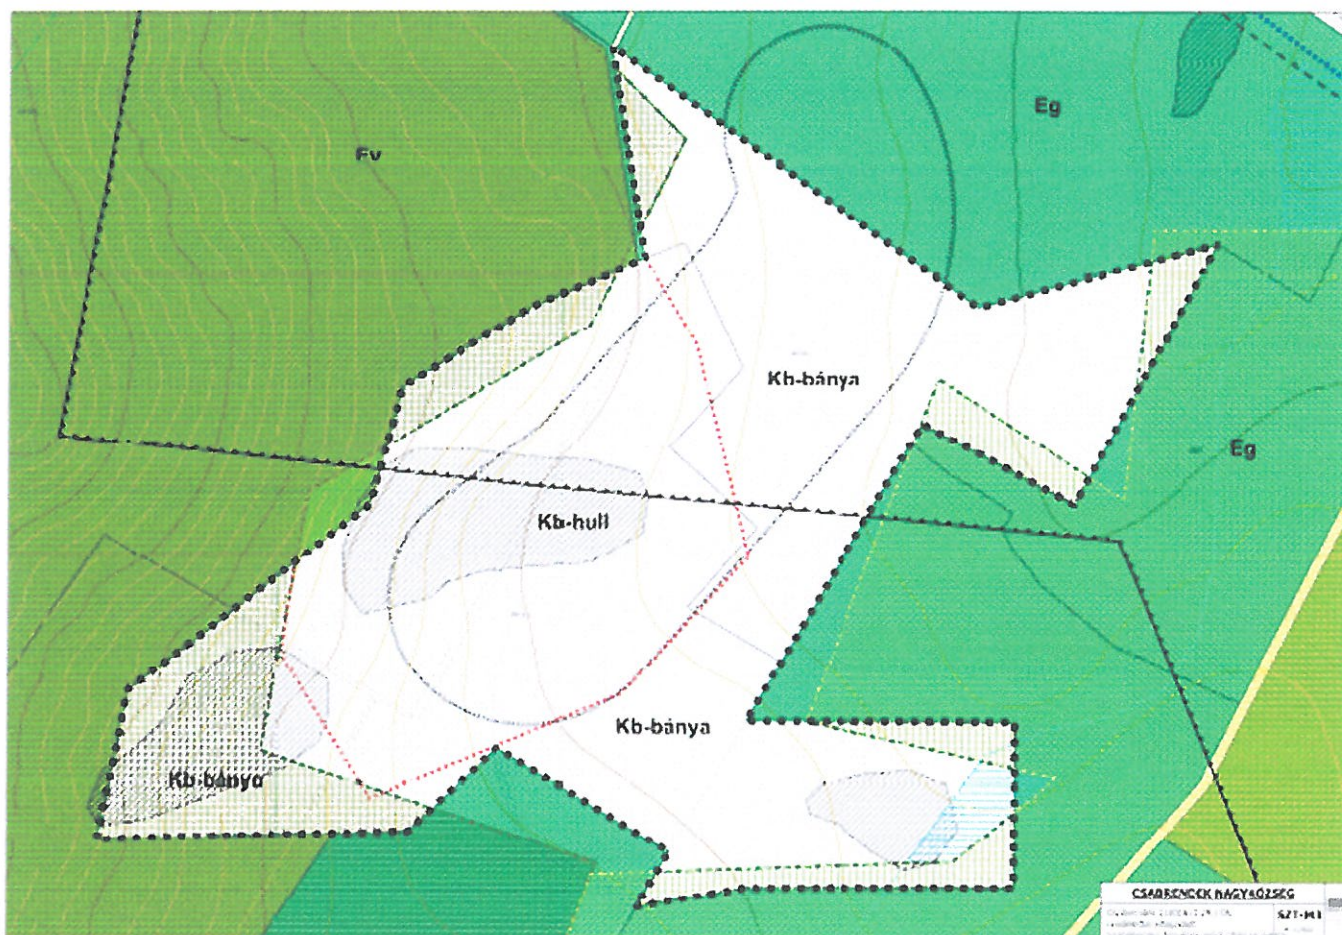 Eg
Fv
Kb-bánya
Eg
Kb-hull
Kb-bánya
Kb-bánya
CSABRENDEK NAGYKÖZSÉG
SZT-M1